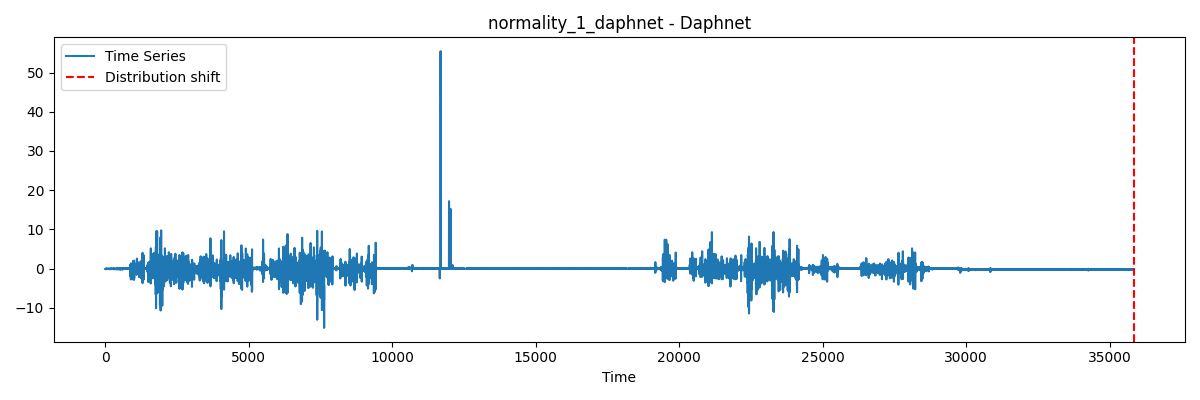 normality_1_daphnet - Daphnet
Time Series
Distribution shift
50
40
30
20
10
0
−10
0 5000 10000 15000 20000 25000 30000 35000
Time